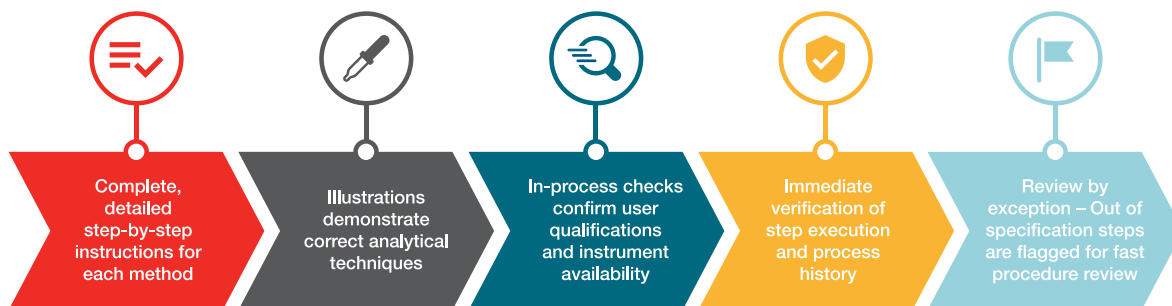 Complete,
detailed
step-by-step
instructions for
each method
Illustrations
demonstrate
correct analytical
techniques
In-process checks
confirm user
qualifications
and instrument
availability
Immediate
verification of
step execution
and process
history
Review by
exception – Out of
specification steps
are flagged for fast
procedure review